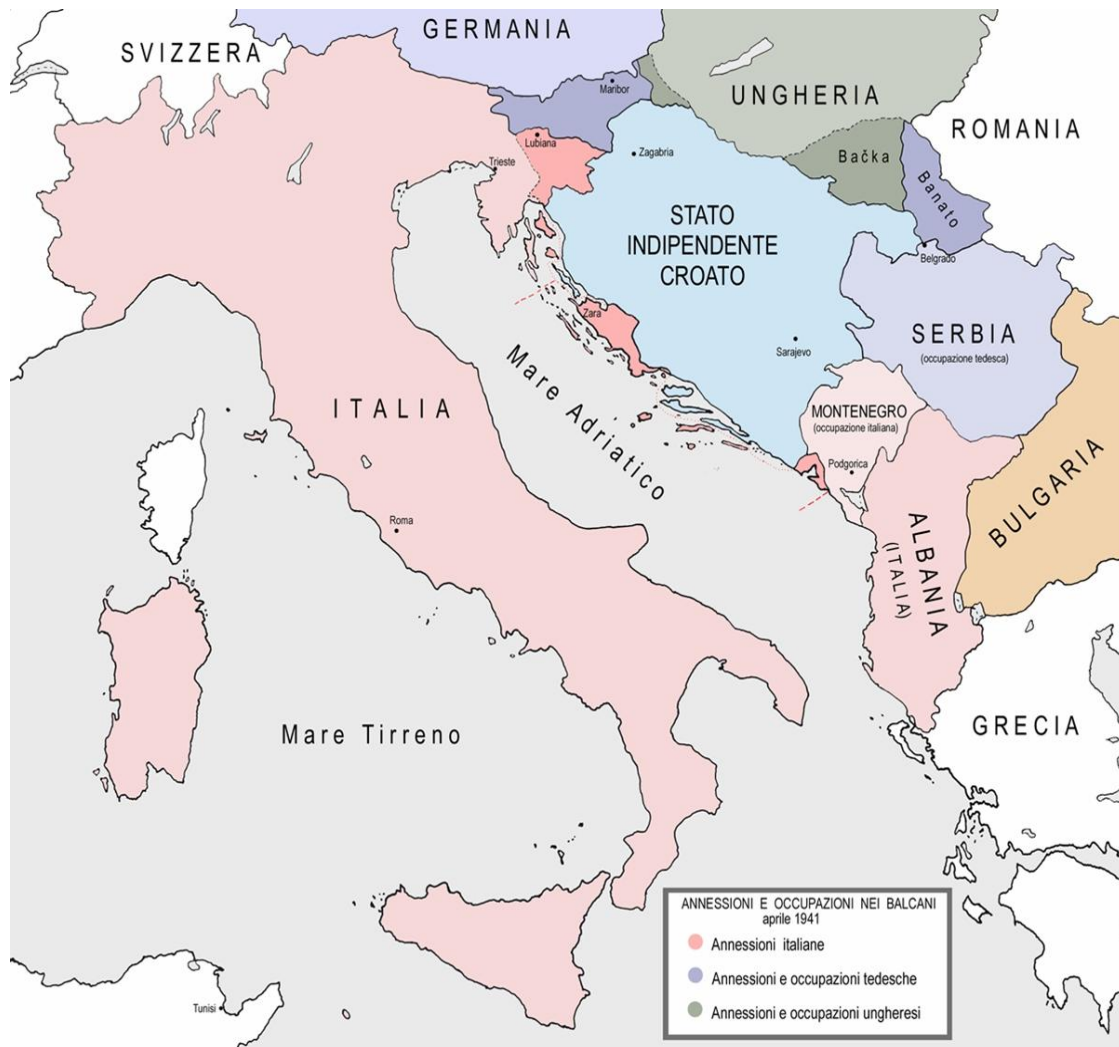 GERMANIA
SVIZZERA
Maribor
UNGHERIA
ROMANIA
Lubiana
Zagabria
Trieste
Bačka
Banato
STATO
INDIPENDENTE
CROATO
Belgrado
Zara
SERBIA
(occupazione tedesca)
Sarajevo
Mare Adriatico
ITALIA
MONTENEGRO
(occupazione italiana)
Podgorica
BULGARIA
Roma
ALBANIA
(ITALIA)
GRECIA
Mare Tirreno
Tunisi
ANNESSIONI E OCCUPAZIONI NEI BALCANI
aprile 1941
Annessioni italiane
Annessioni e occupazioni tedesche
Annessioni e occupazioni ungheresi